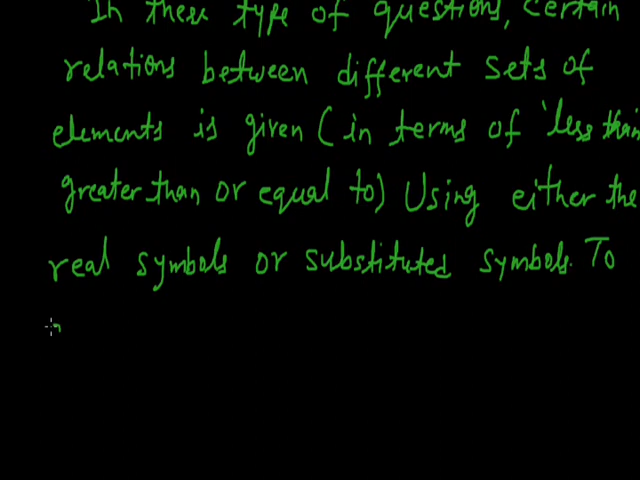 In these type of questions, certain
relations between different sets of
elements is given (in terms of 'less than
greater than or equal to) Using either the
real symbols or substituted symbols. To